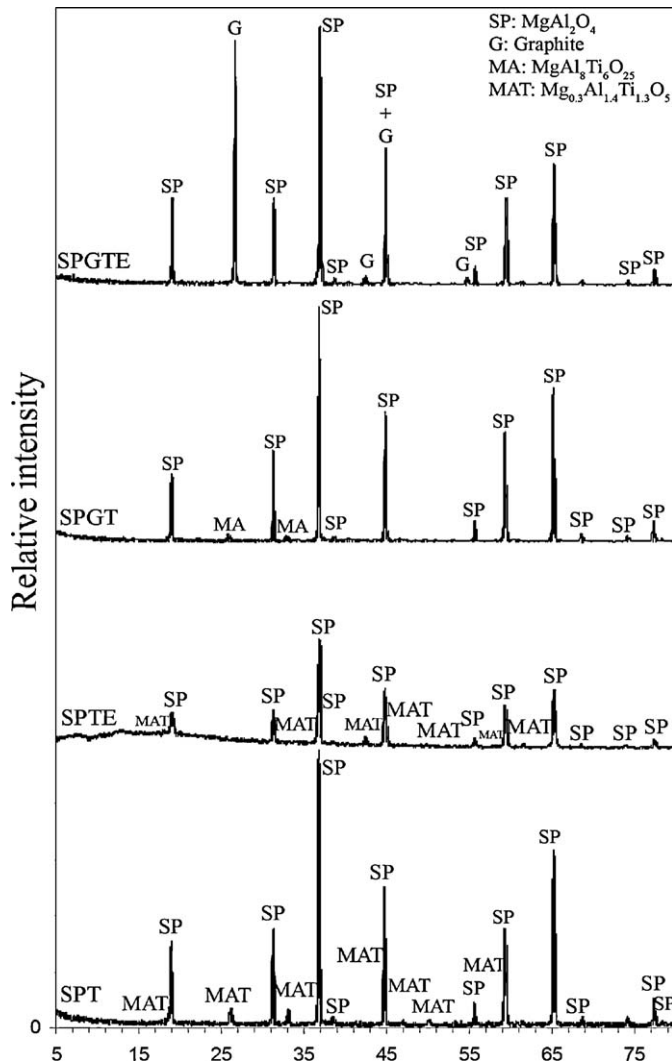 SP: MgAl₂O₄
G: Graphite
MA: MgAl₈Ti₆O₂₅
MAT: Mg₀.₃Al₁.₄Ti₁.₃O₅
Relative intensity
G
SP
SP
+
G
SP
SP
SP
SP
SPGTE
SP
G
G
SP
SP
SP
SP
SP
SP
SP
SP
SP
SPGT
MA
MA
SP
SP
SP
SP
SP
SP
SP
SP
SP
SP
SP
SPTE
MAT
MAT
SP
MAT
MAT
MAT
SP
MAT
MAT
SP
SP
SP
SP
SP
SP
SP
SP
SP
SPT
MAT
MAT
MAT
SP
MAT
MAT
MAT
MAT
SP
SP
SP
SP
0
5 15 25 35 45 55 65 75